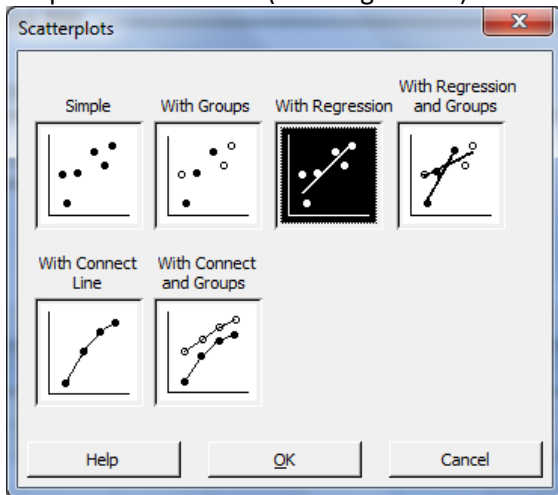 Scatterplots
Simple
With Groups
With Regression
With Regression
and Groups
With Connect
Line
With Connect
and Groups
Help
OK
Cancel